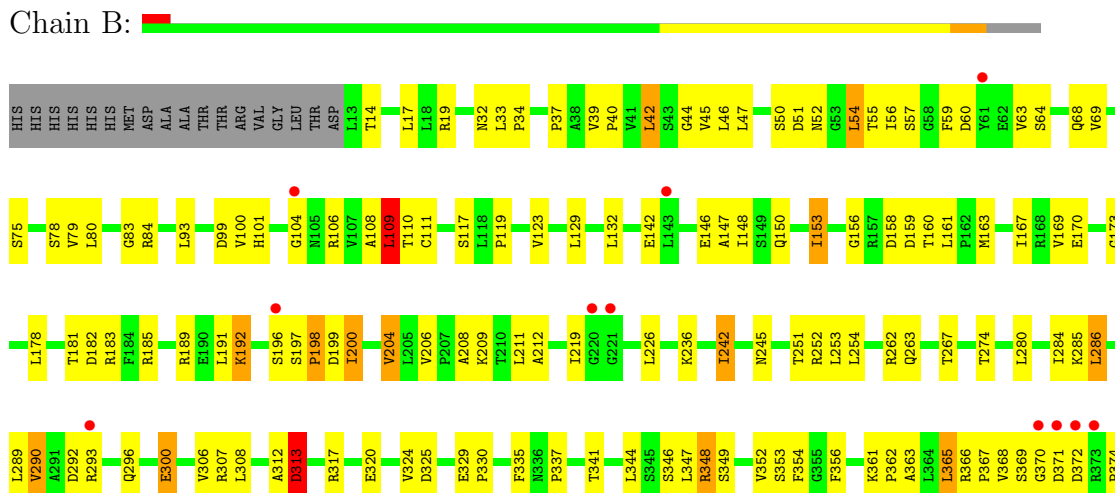 Chain B:
HIS HIS HIS HIS HIS HIS MET ASP ALA ALA THR THR ARG VAL GLY LEU THR ASP L13 T14 L17 L18 R19 N32 L33 P34 P37 A38 V39 P40 V41 L42 S43 G44 V45 L46 L47 S50 D51 N52 G53 L54 T55 I56 S57 G58 F59 D60 Y61 E62 V63 S64 Q68 V69
S75 S78 V79 L80 G83 R84 L93 D99 V100 H101 G104 N105 R106 V107 A108 L109 T110 C111 S117 L118 P119 V123 L129 L132 E142 L143 E146 A147 I148 S149 Q150 I153 G156 R157 D158 D159 T160 L161 P162 M163 I167 R168 V169 E170 G173
L178 T181 D182 R183 F184 R185 R189 E190 L191 K192 S196 S197 P198 D199 I200 V204 L205 V206 P207 A208 K209 T210 L211 A212 I219 G220 G221 L226 K236 I242 N245 T251 R252 L253 L254 R262 Q263 T267 T274 L280 I284 K285 L286
L289 V290 A291 D292 R293 Q296 E300 V306 R307 L308 A312 D313 R317 E320 V324 D325 E329 P330 F335 N336 P337 T341 L344 S345 S346 L347 R348 S349 V352 S353 F354 G355 F356 K361 P362 A363 L364 L365 R366 P367 V368 S369 G370 D371 D372 R373